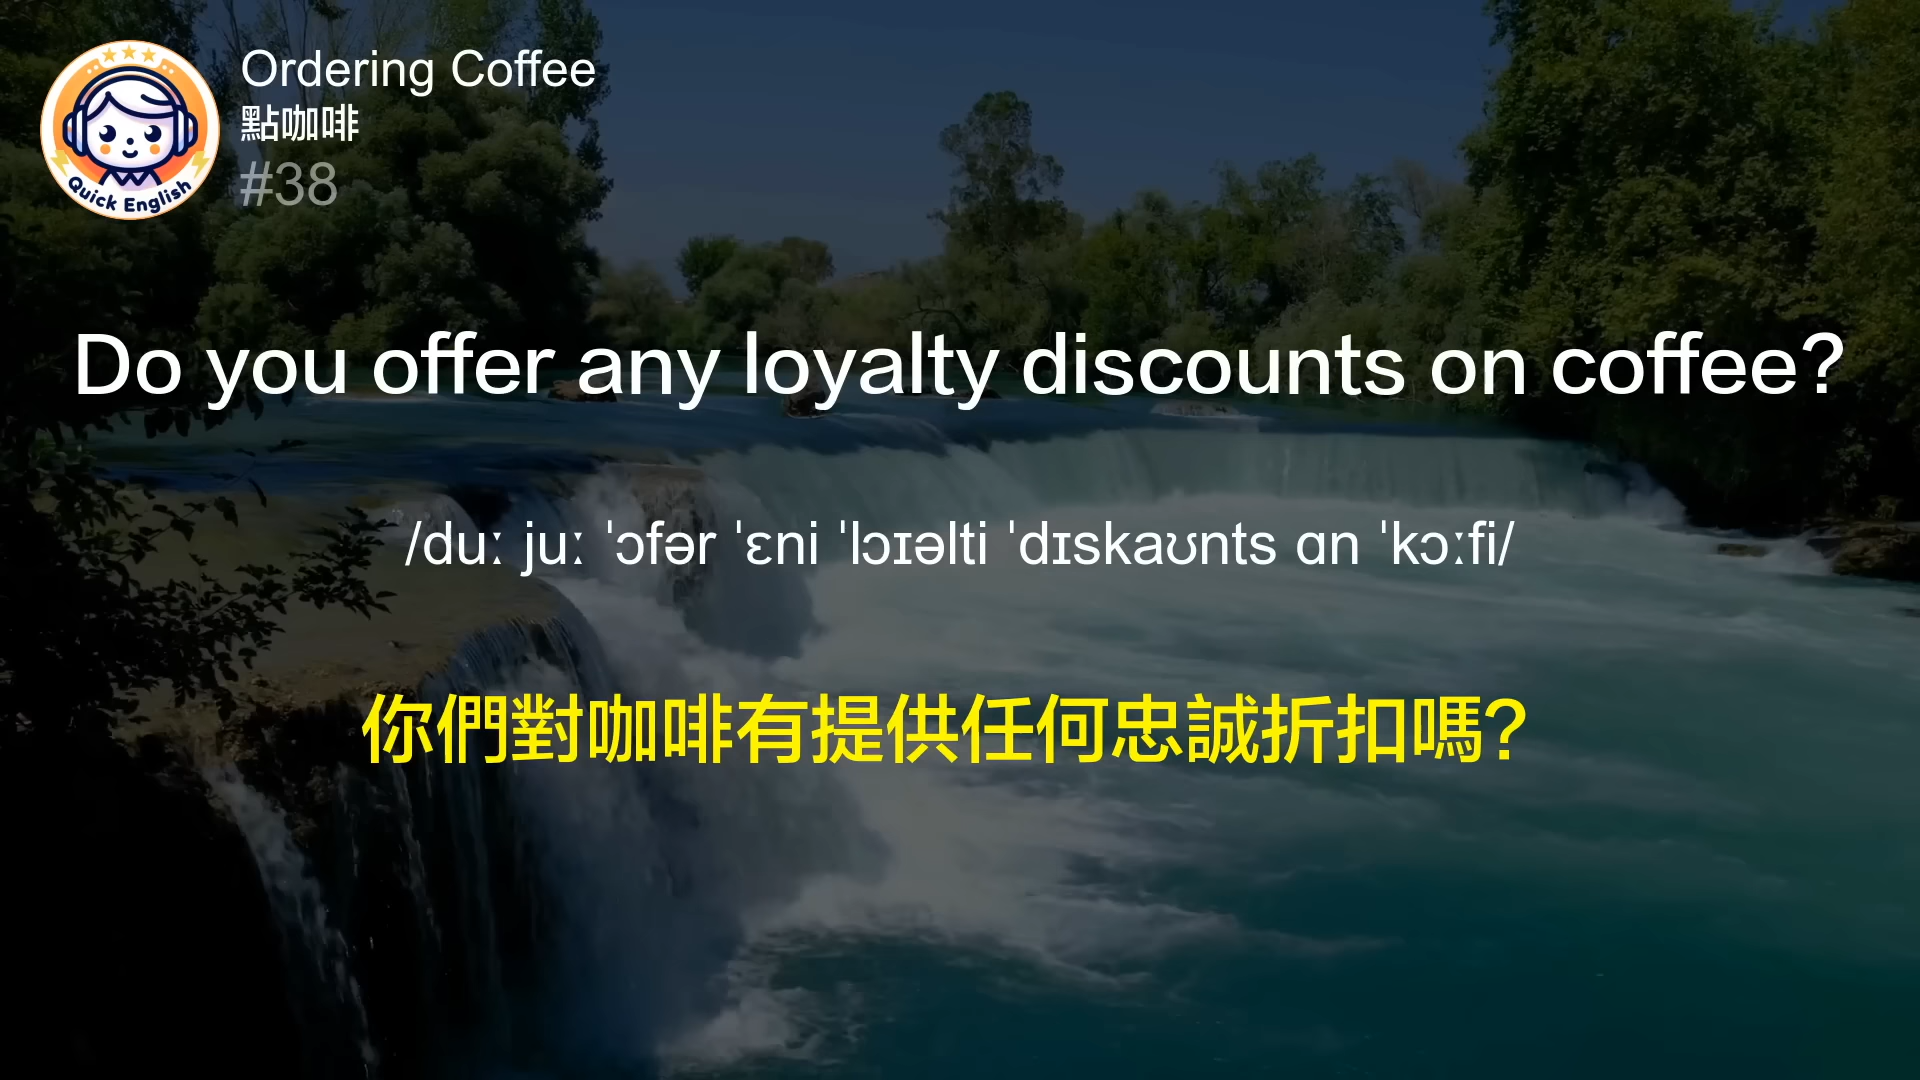 Quick English
Ordering Coffee
點咖啡
#38
Do you offer any loyalty discounts on coffee?
/duː juː ˈɔfər ˈɛni ˈlɔɪəlti ˈdɪskaʊnts ɑn ˈkɔːfi/
你們對咖啡有提供任何忠誠折扣嗎?